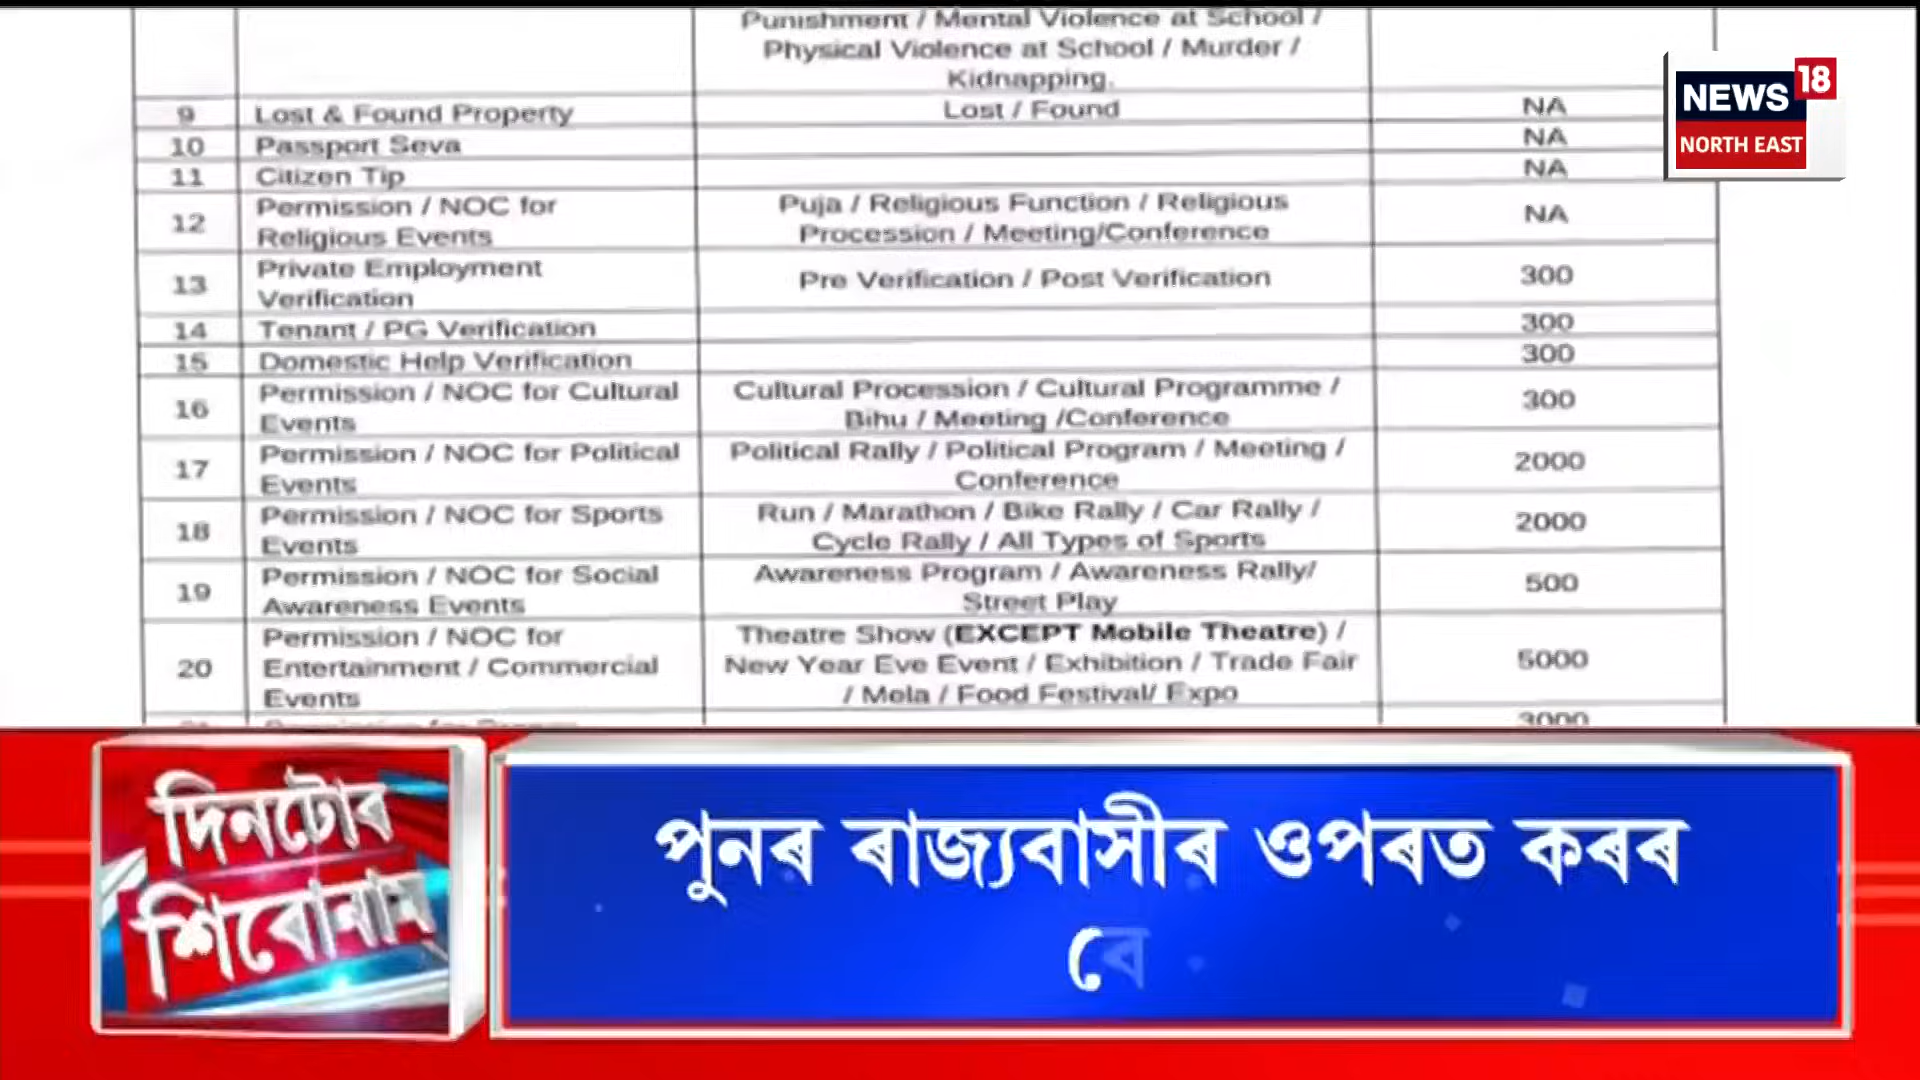 Punishment / Mental Violence at School /
Physical Violence at School / Murder /
Kidnapping.
9 Lost & Found Property Lost / Found NA
10 Passport Seva NA
11 Citizen Tip NA
12 Permission / NOC for Religious Events Puja / Religious Function / Religious Procession / Meeting/Conference NA
13 Private Employment Verification Pre Verification / Post Verification 300
14 Tenant / PG Verification 300
15 Domestic Help Verification 300
16 Permission / NOC for Cultural Events Cultural Procession / Cultural Programme / Bihu / Meeting /Conference 300
17 Permission / NOC for Political Events Political Rally / Political Program / Meeting / Conference 2000
18 Permission / NOC for Sports Events Run / Marathon / Bike Rally / Car Rally / Cycle Rally / All Types of Sports 2000
19 Permission / NOC for Social Awareness Events Awareness Program / Awareness Rally/ Street Play 500
20 Permission / NOC for Entertainment / Commercial Events Theatre Show (EXCEPT Mobile Theatre) / New Year Eve Event / Exhibition / Trade Fair / Mela / Food Festival/ Expo 5000
3000
NEWS 18
NORTH EAST
দিনটোৰ
শিৰোনাম
পুনৰ ৰাজ্যবাসীৰ ওপৰত কৰৰ
বে